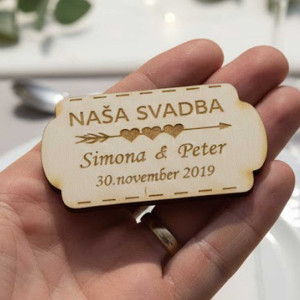 NAŠA SVADBA
Simona & Peter
30.november 2019